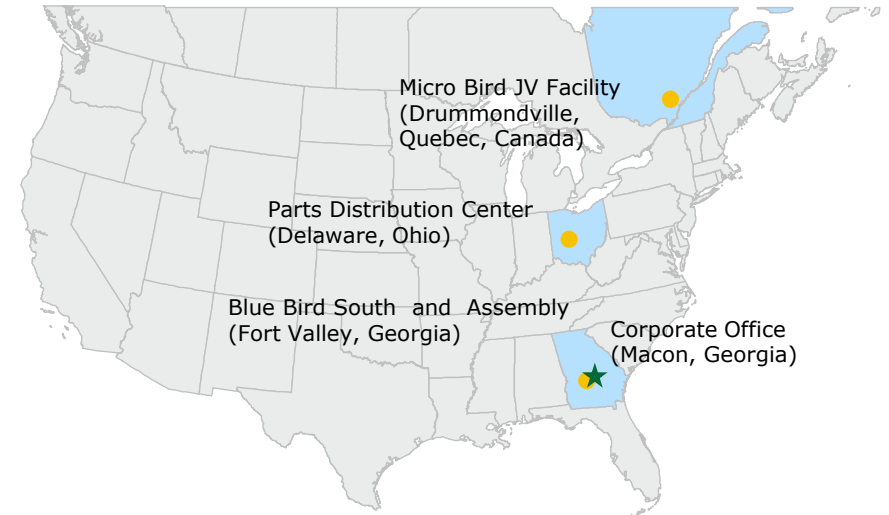 Micro Bird JV Facility
(Drummondville,
Quebec, Canada)
Parts Distribution Center
(Delaware, Ohio)
Blue Bird South and Assembly
(Fort Valley, Georgia)
Corporate Office
(Macon, Georgia)